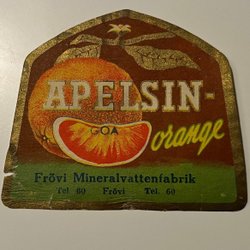 APELSIN-
GOA
orange
Frövi Mineralvattenfabrik
Tel 60 Frövi Tel. 60